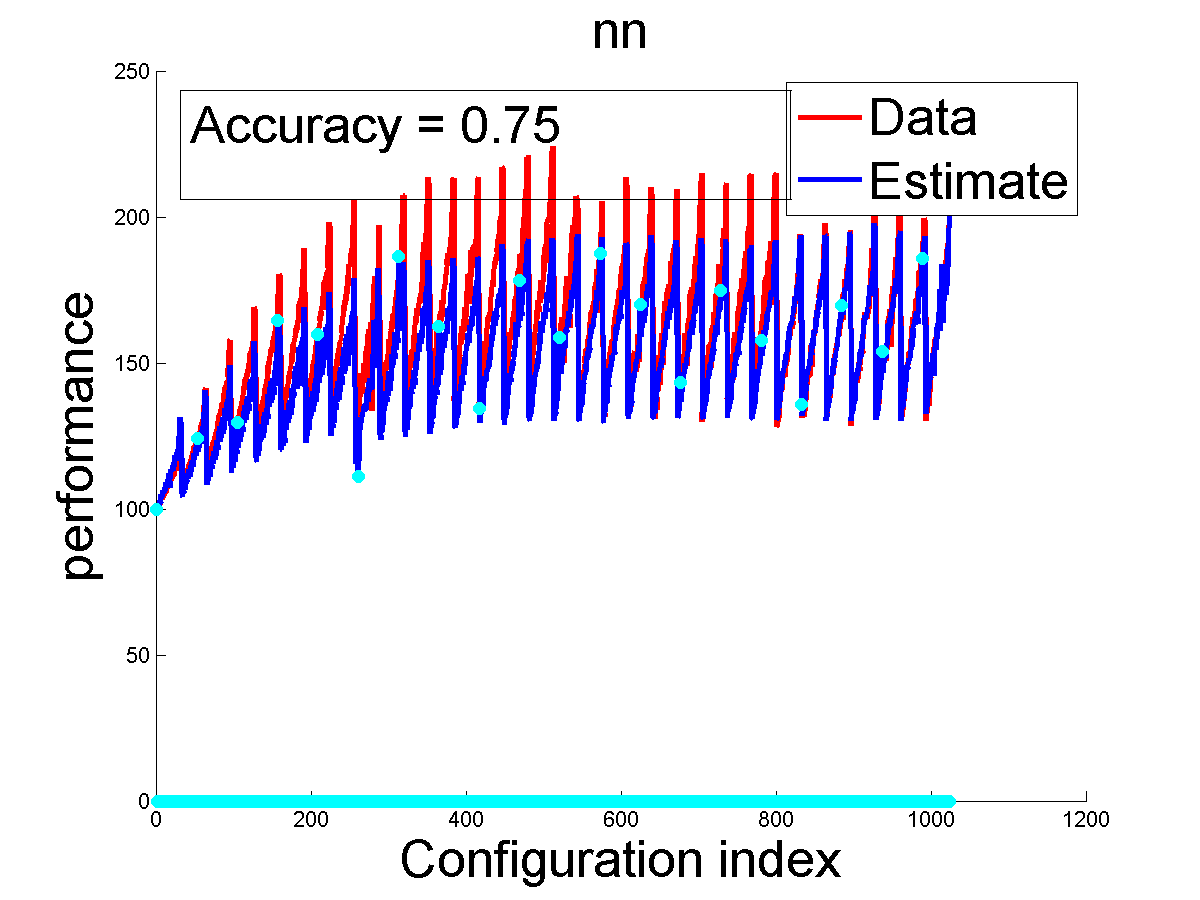 nn
250
Accuracy = 0.75
Data
Estimate
200
150
100
50
0
performance
0 200 400 600 800 1000 1200
Configuration index